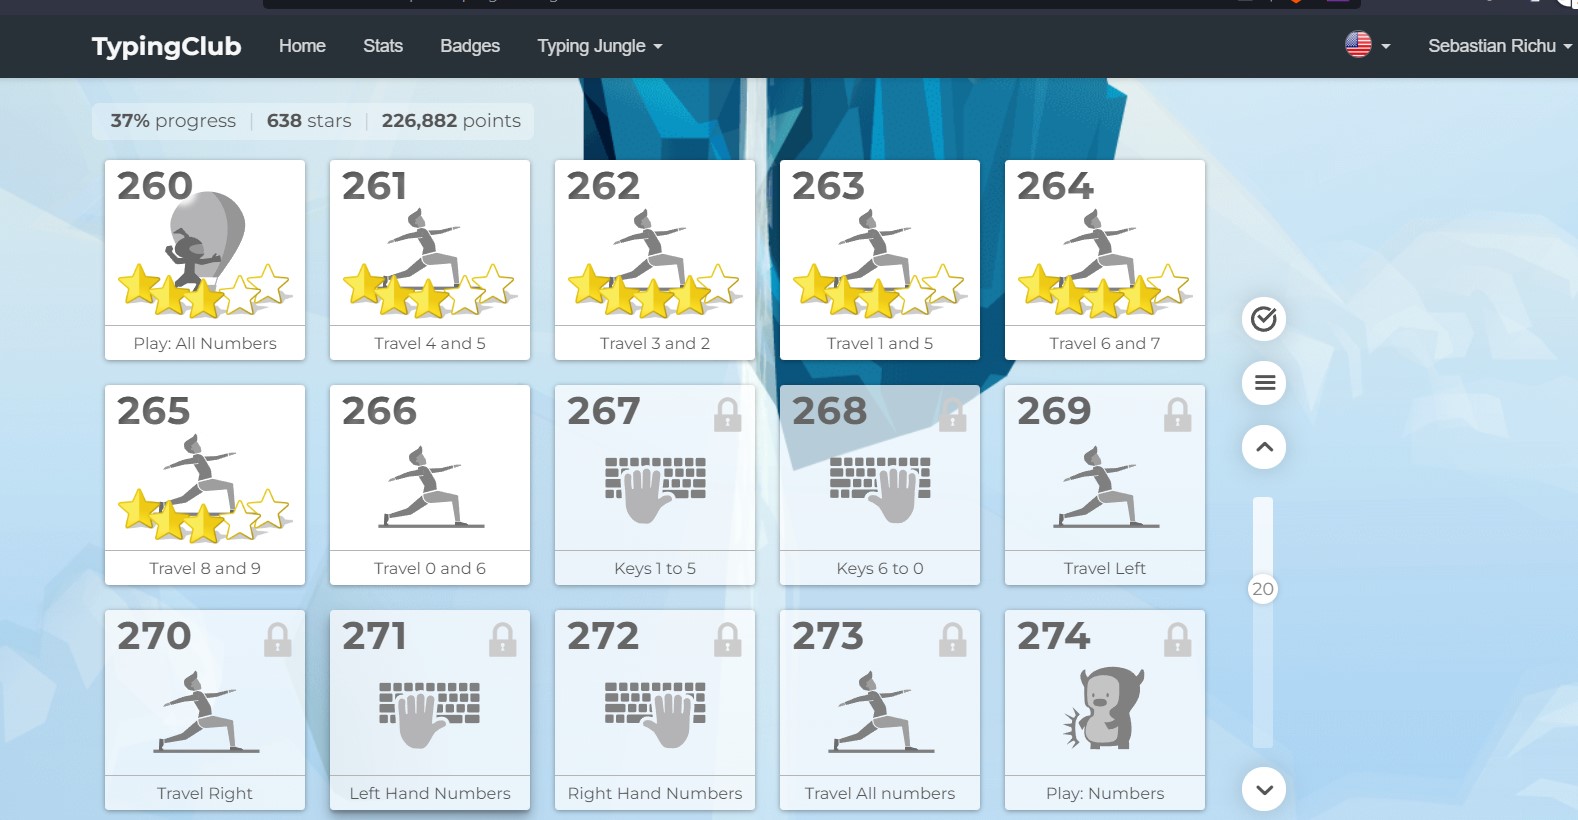 TypingClub Home Stats Badges Typing Jungle Sebastian Richu
37% progress 638 stars 226,882 points
260 261 262 263 264
Play: All Numbers Travel 4 and 5 Travel 3 and 2 Travel 1 and 5 Travel 6 and 7
265 266 267 268 269
Travel 8 and 9 Travel 0 and 6 Keys 1 to 5 Keys 6 to 0 Travel Left
20
270 271 272 273 274
Travel Right Left Hand Numbers Right Hand Numbers Travel All numbers Play: Numbers